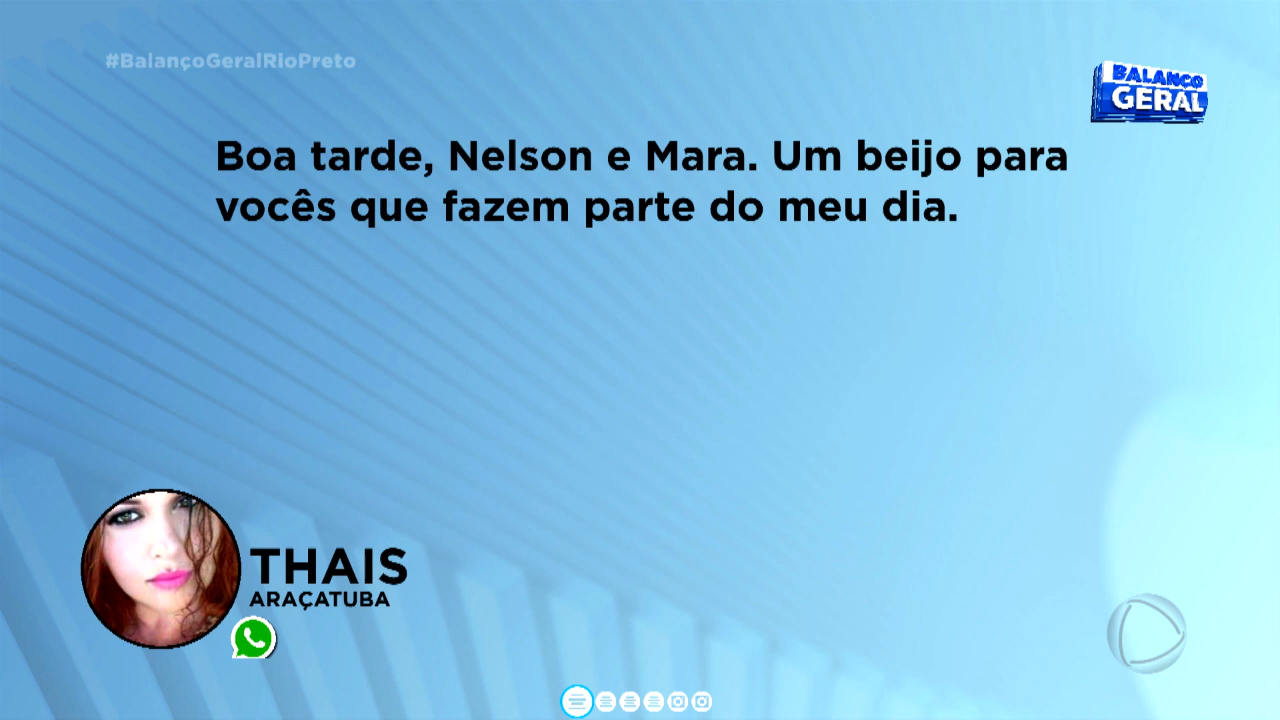 #BalançoGeralRioPreto
BALANÇO
GERAL
Boa tarde, Nelson e Mara. Um beijo para
vocês que fazem parte do meu dia.
THAIS
ARAÇATUBA